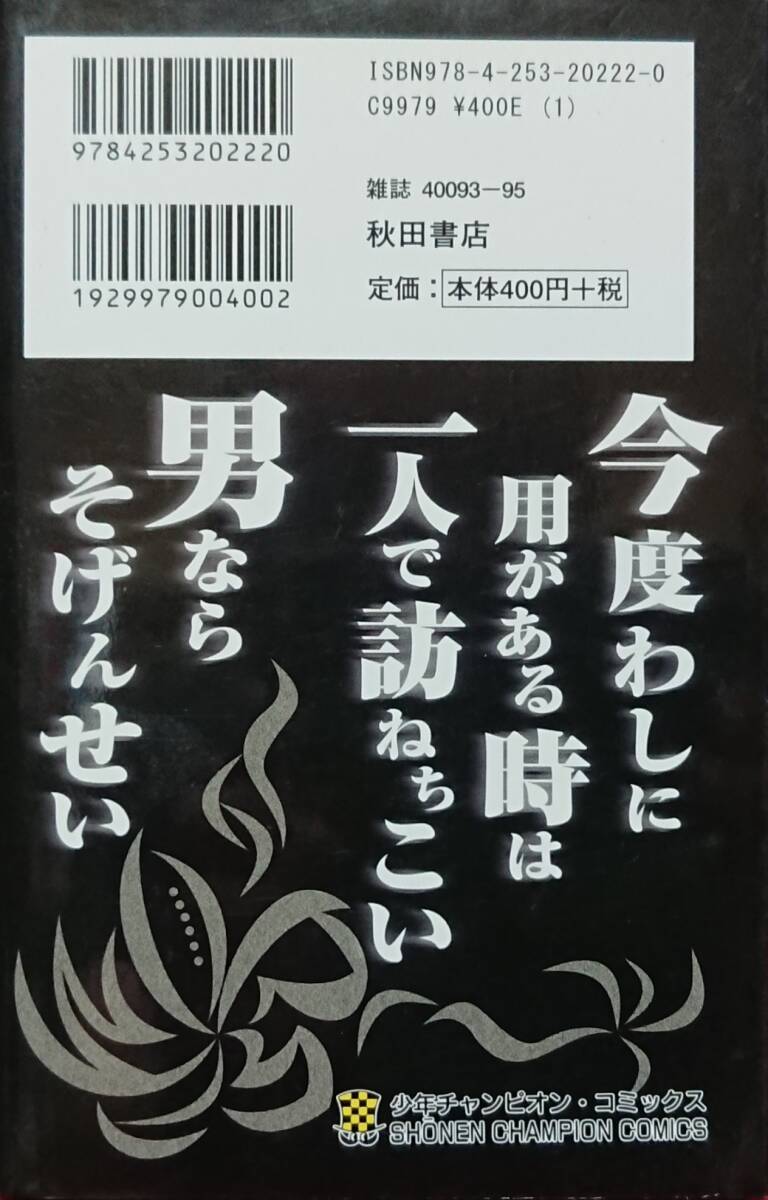 ISBN978-4-253-20222-0
C9979 ¥400E (1)
9784253202220
雑誌 40093-95
秋田書店
1929979004002
定価：本体400円+税
今度わしに
用がある時は
一人で訪ねちこい
男なら
そげんせい
少年チャンピオン・コミックス
SHŌNEN CHAMPION COMICS